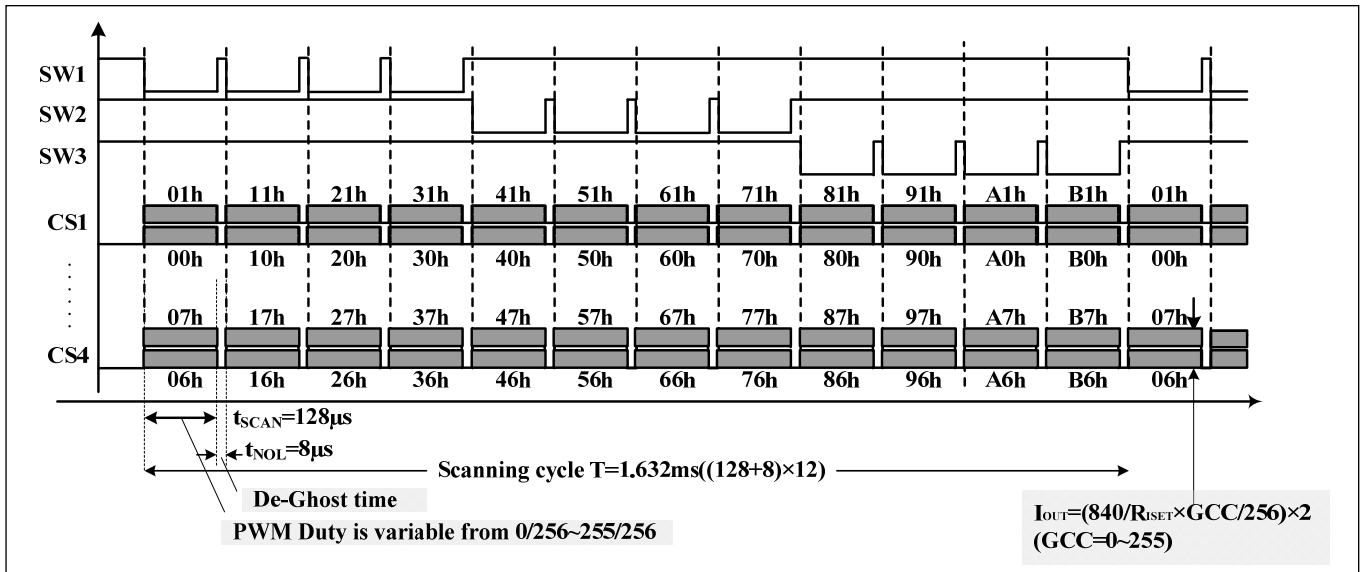 SW1
SW2
SW3
01h 11h 21h 31h 41h 51h 61h 71h 81h 91h A1h B1h 01h
CS1
00h 10h 20h 30h 40h 50h 60h 70h 80h 90h A0h B0h 00h
07h 17h 27h 37h 47h 57h 67h 77h 87h 97h A7h B7h 07h
CS4
06h 16h 26h 36h 46h 56h 66h 76h 86h 96h A6h B6h 06h
tSCAN=128µs
tNOL=8µs
Scanning cycle T=1.632ms((128+8)×12)
De-Ghost time
PWM Duty is variable from 0/256~255/256
IOUT=(840/RISET×GCC/256)×2
(GCC=0~255)